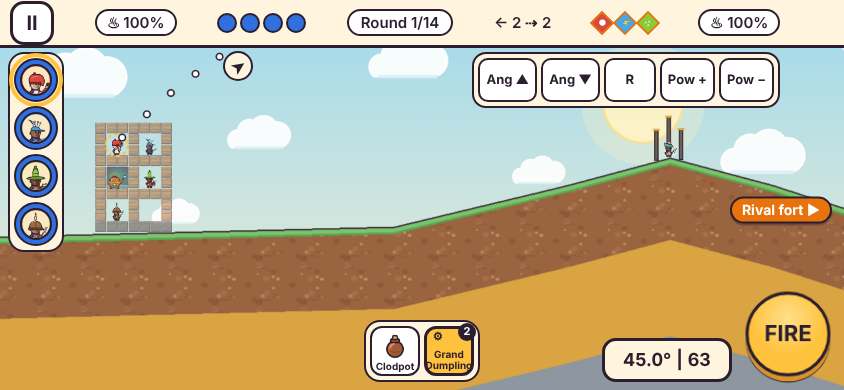 100%
Round 1/14
← 2 ⇢ 2
100%
Ang ▲
Ang ▼
R
Pow +
Pow −
Rival fort ▶
Clodpot
2
Grand
Dumpling
45.0° | 63
FIRE